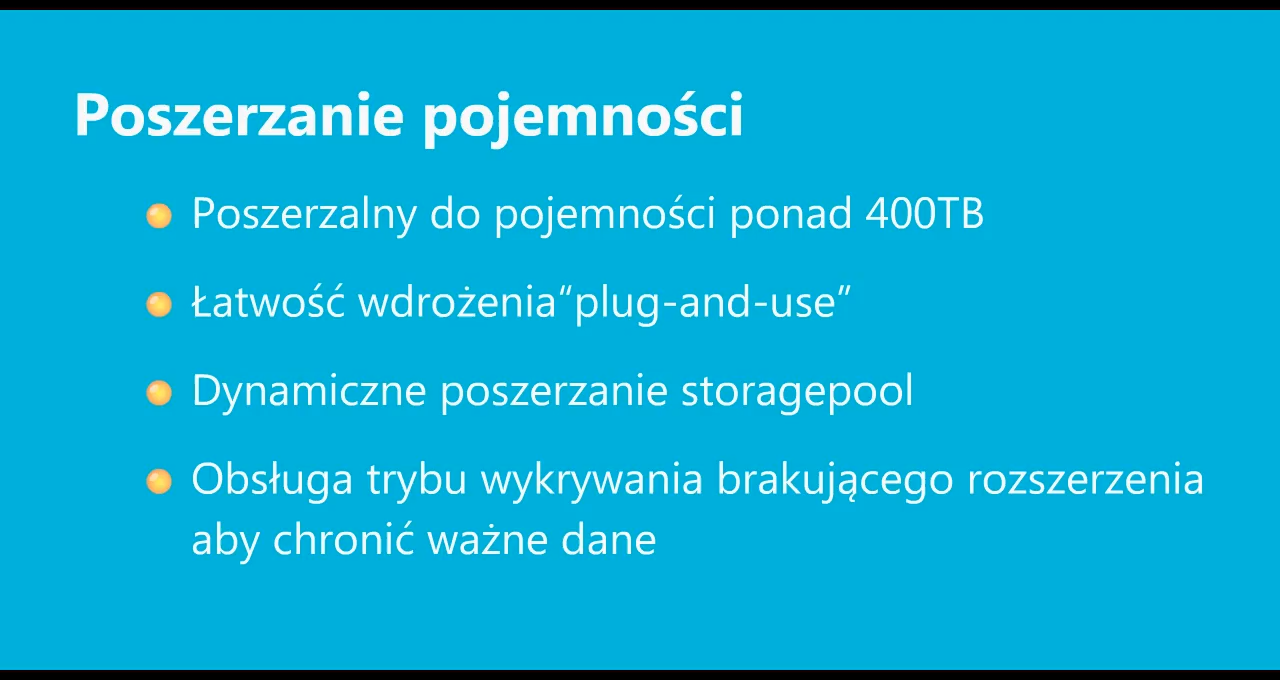 Poszerzanie pojemności
Poszerzalny do pojemności ponad 400TB
Łatwość wdrożenia“plug-and-use”
Dynamiczne poszerzanie storagepool
Obsługa trybu wykrywania brakującego rozszerzenia
aby chronić ważne dane